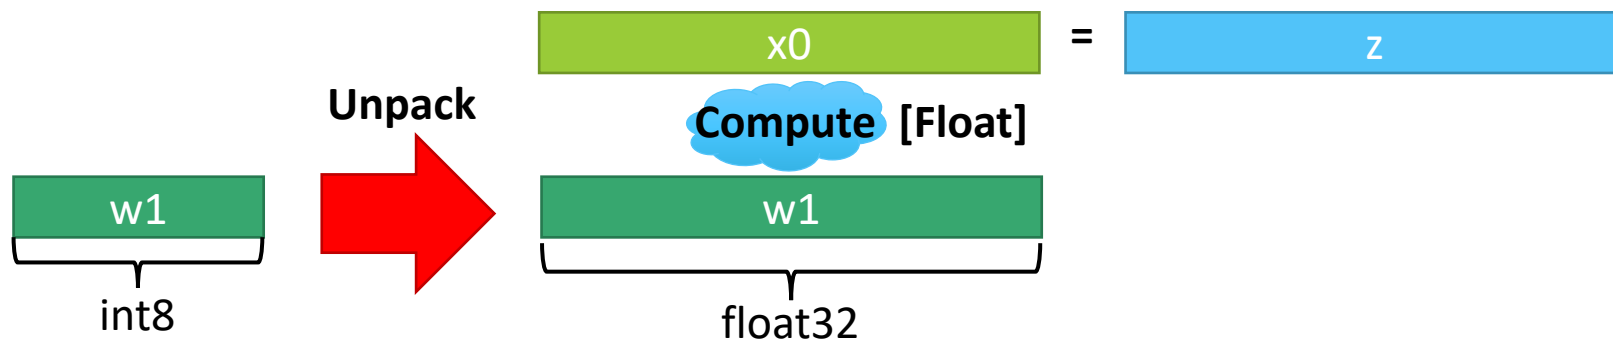 x0
=
z
Unpack
Compute [Float]
w1
w1
int8
float32